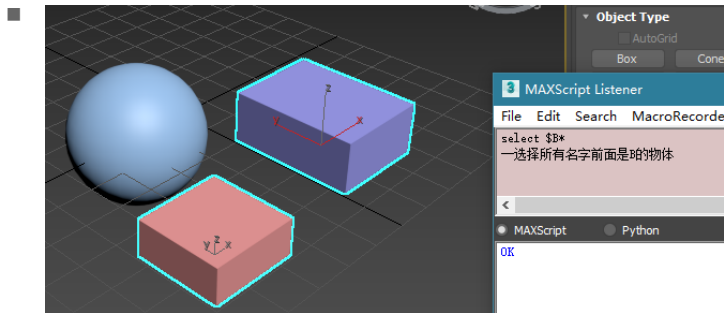 Object Type
AutoGrid
Box Cone
3 MAXScript Listener
File Edit Search MacroRecorde
select $B*
—选择所有名字前面是B的物体
MAXScript Python
OK
z
y x
z
y x